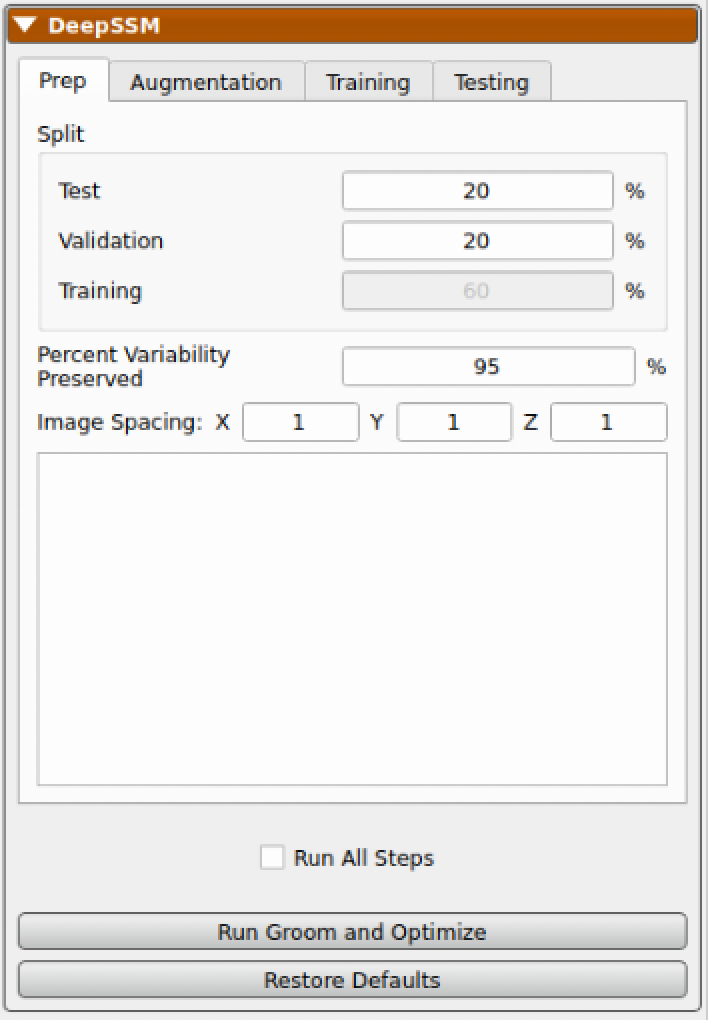 DeepSSM
Prep Augmentation Training Testing
Split
Test 20 %
Validation 20 %
Training 60 %
Percent Variability
Preserved 95 %
Image Spacing: X 1 Y 1 Z 1
Run All Steps
Run Groom and Optimize
Restore Defaults